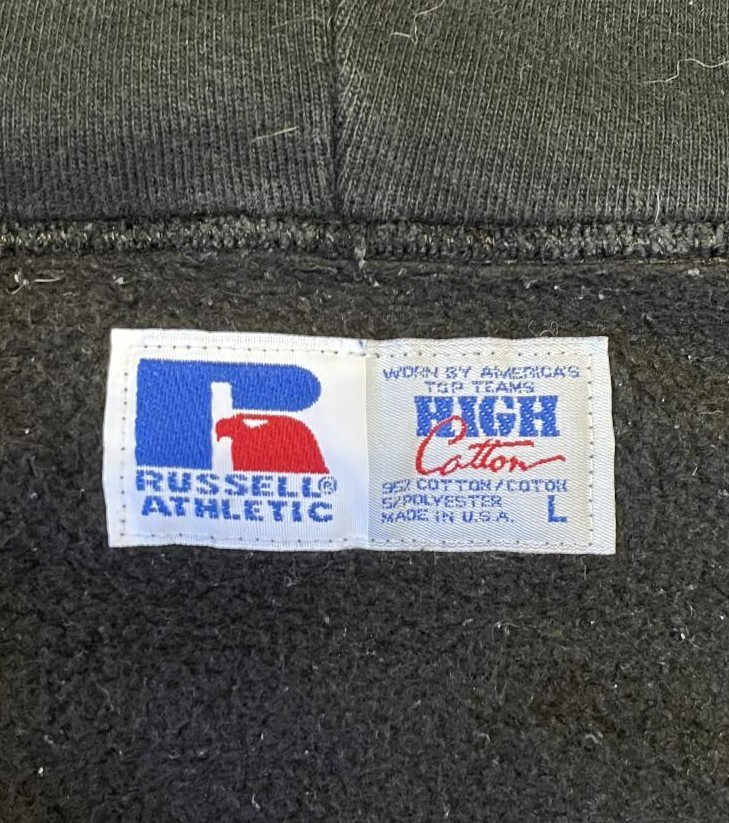 RUSSELL®
ATHLETIC
WORN BY AMERICA'S
TOP TEAMS
HIGH
Cotton
95% COTTON/COTON
5%POLYESTER
MADE IN U.S.A.
L